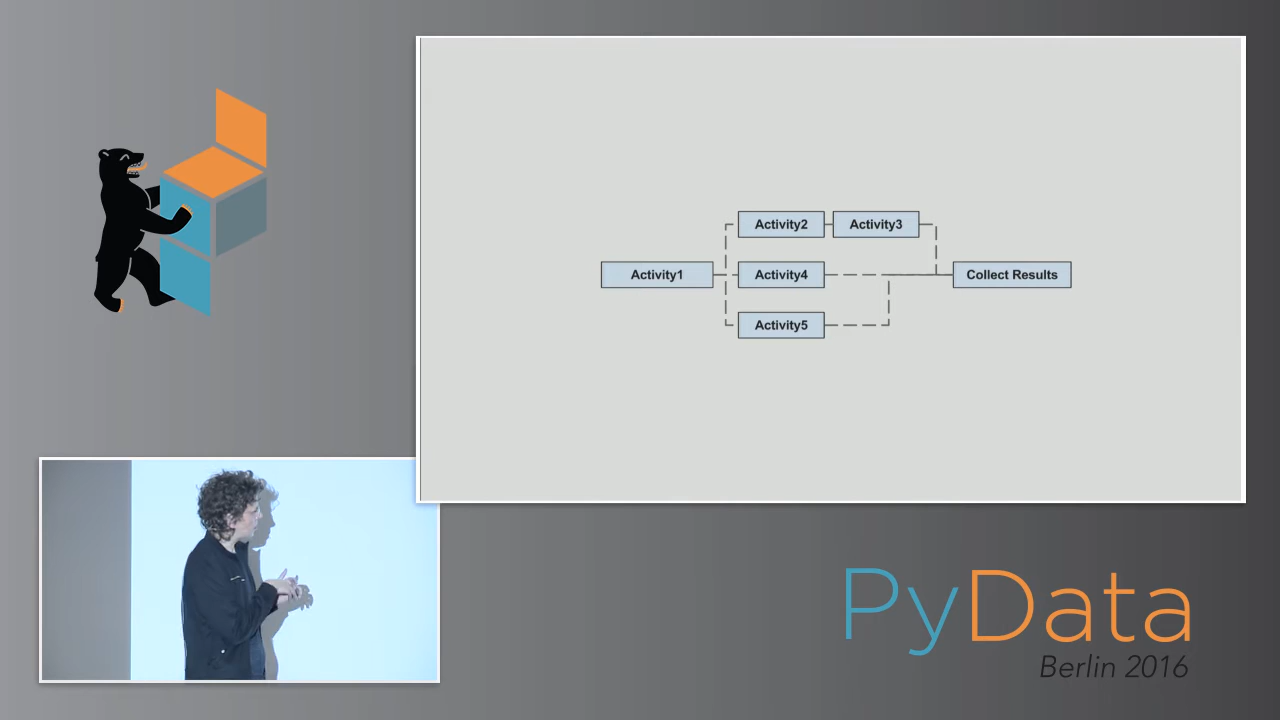 Activity2
Activity3
Activity1
Activity4
Collect Results
Activity5
PyData
Berlin 2016